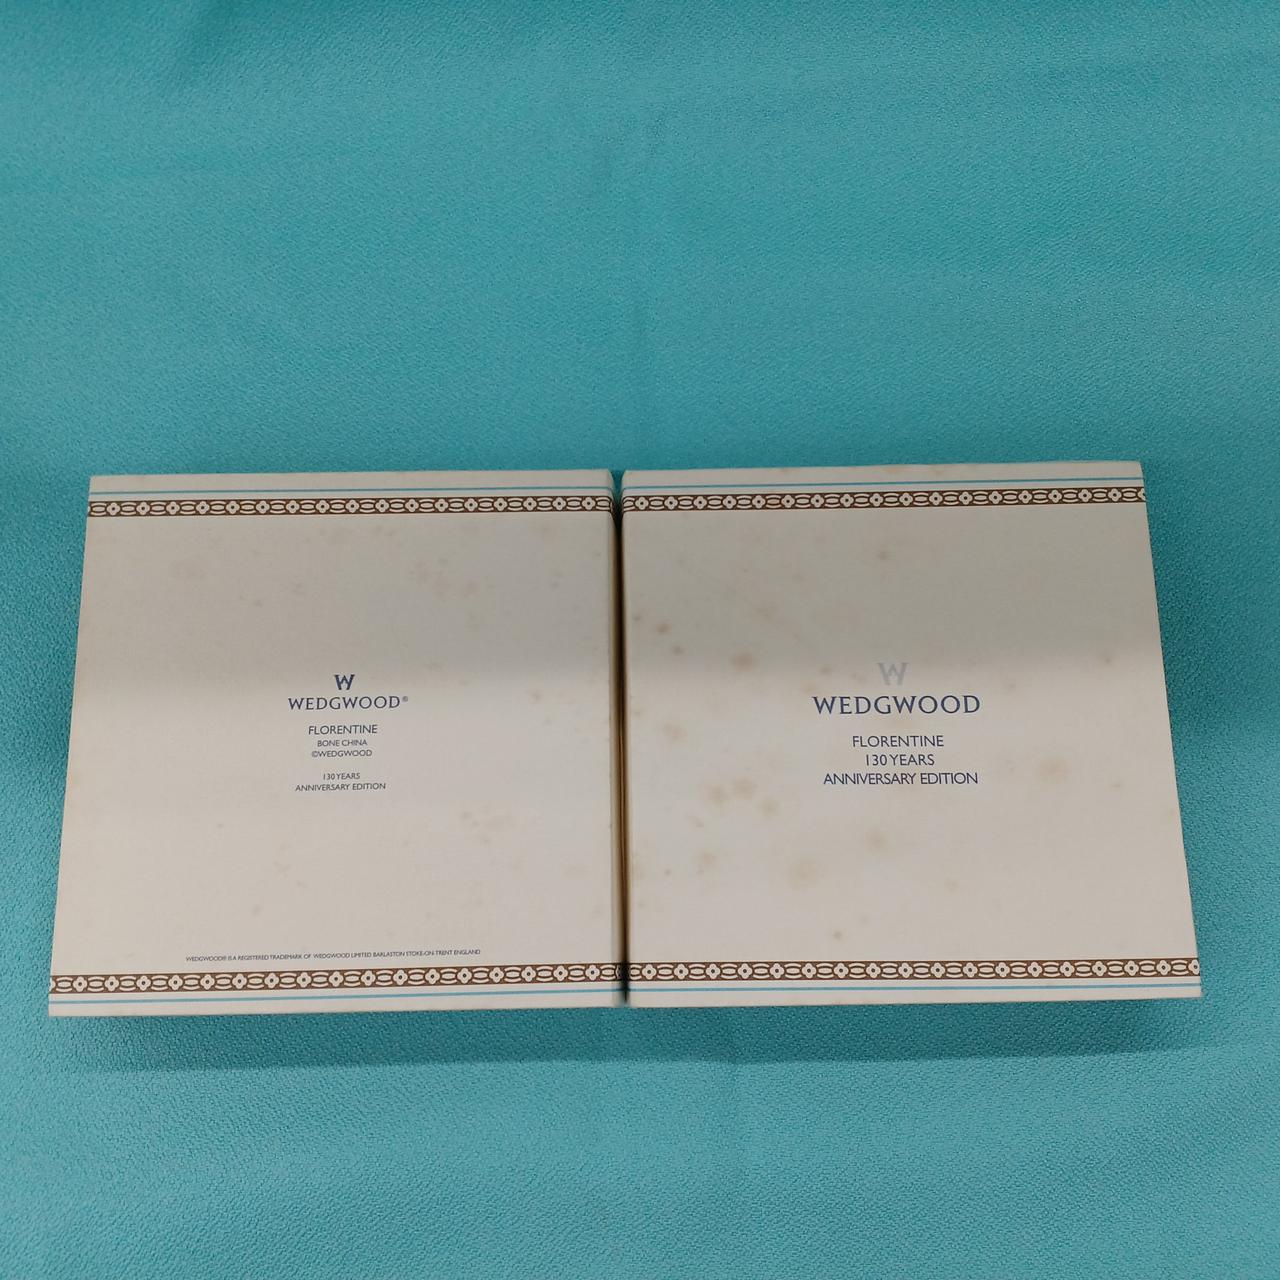 W
WEDGWOOD®
FLORENTINE
BONE CHINA
©WEDGWOOD
130 YEARS
ANNIVERSARY EDITION
WEDGWOOD® IS A REGISTERED TRADEMARK OF WEDGWOOD LIMITED BARLASTON STOKE-ON-TRENT ENGLAND
W
WEDGWOOD
FLORENTINE
130 YEARS
ANNIVERSARY EDITION